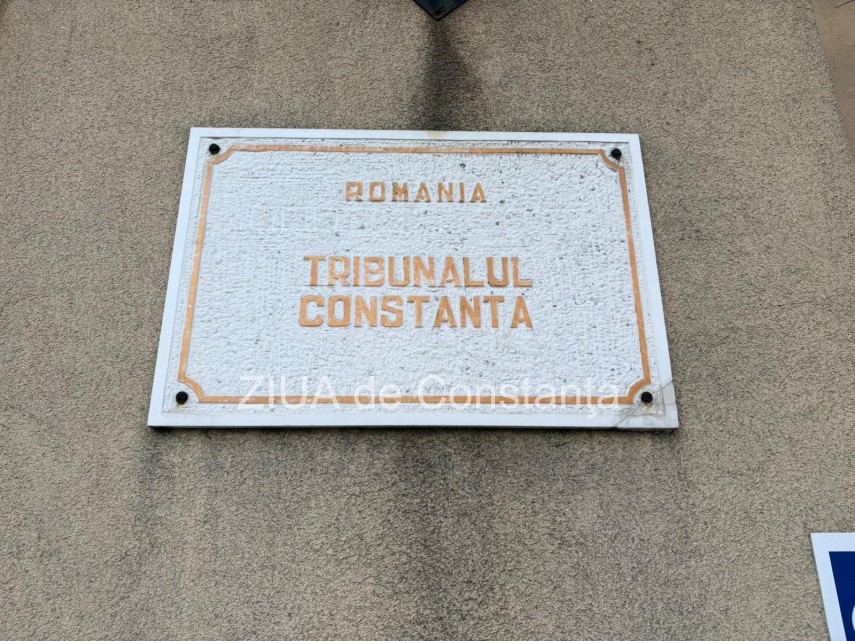 ROMANIA
TRIBUNALUL
CONSTANTA
ZIUA de Constanța